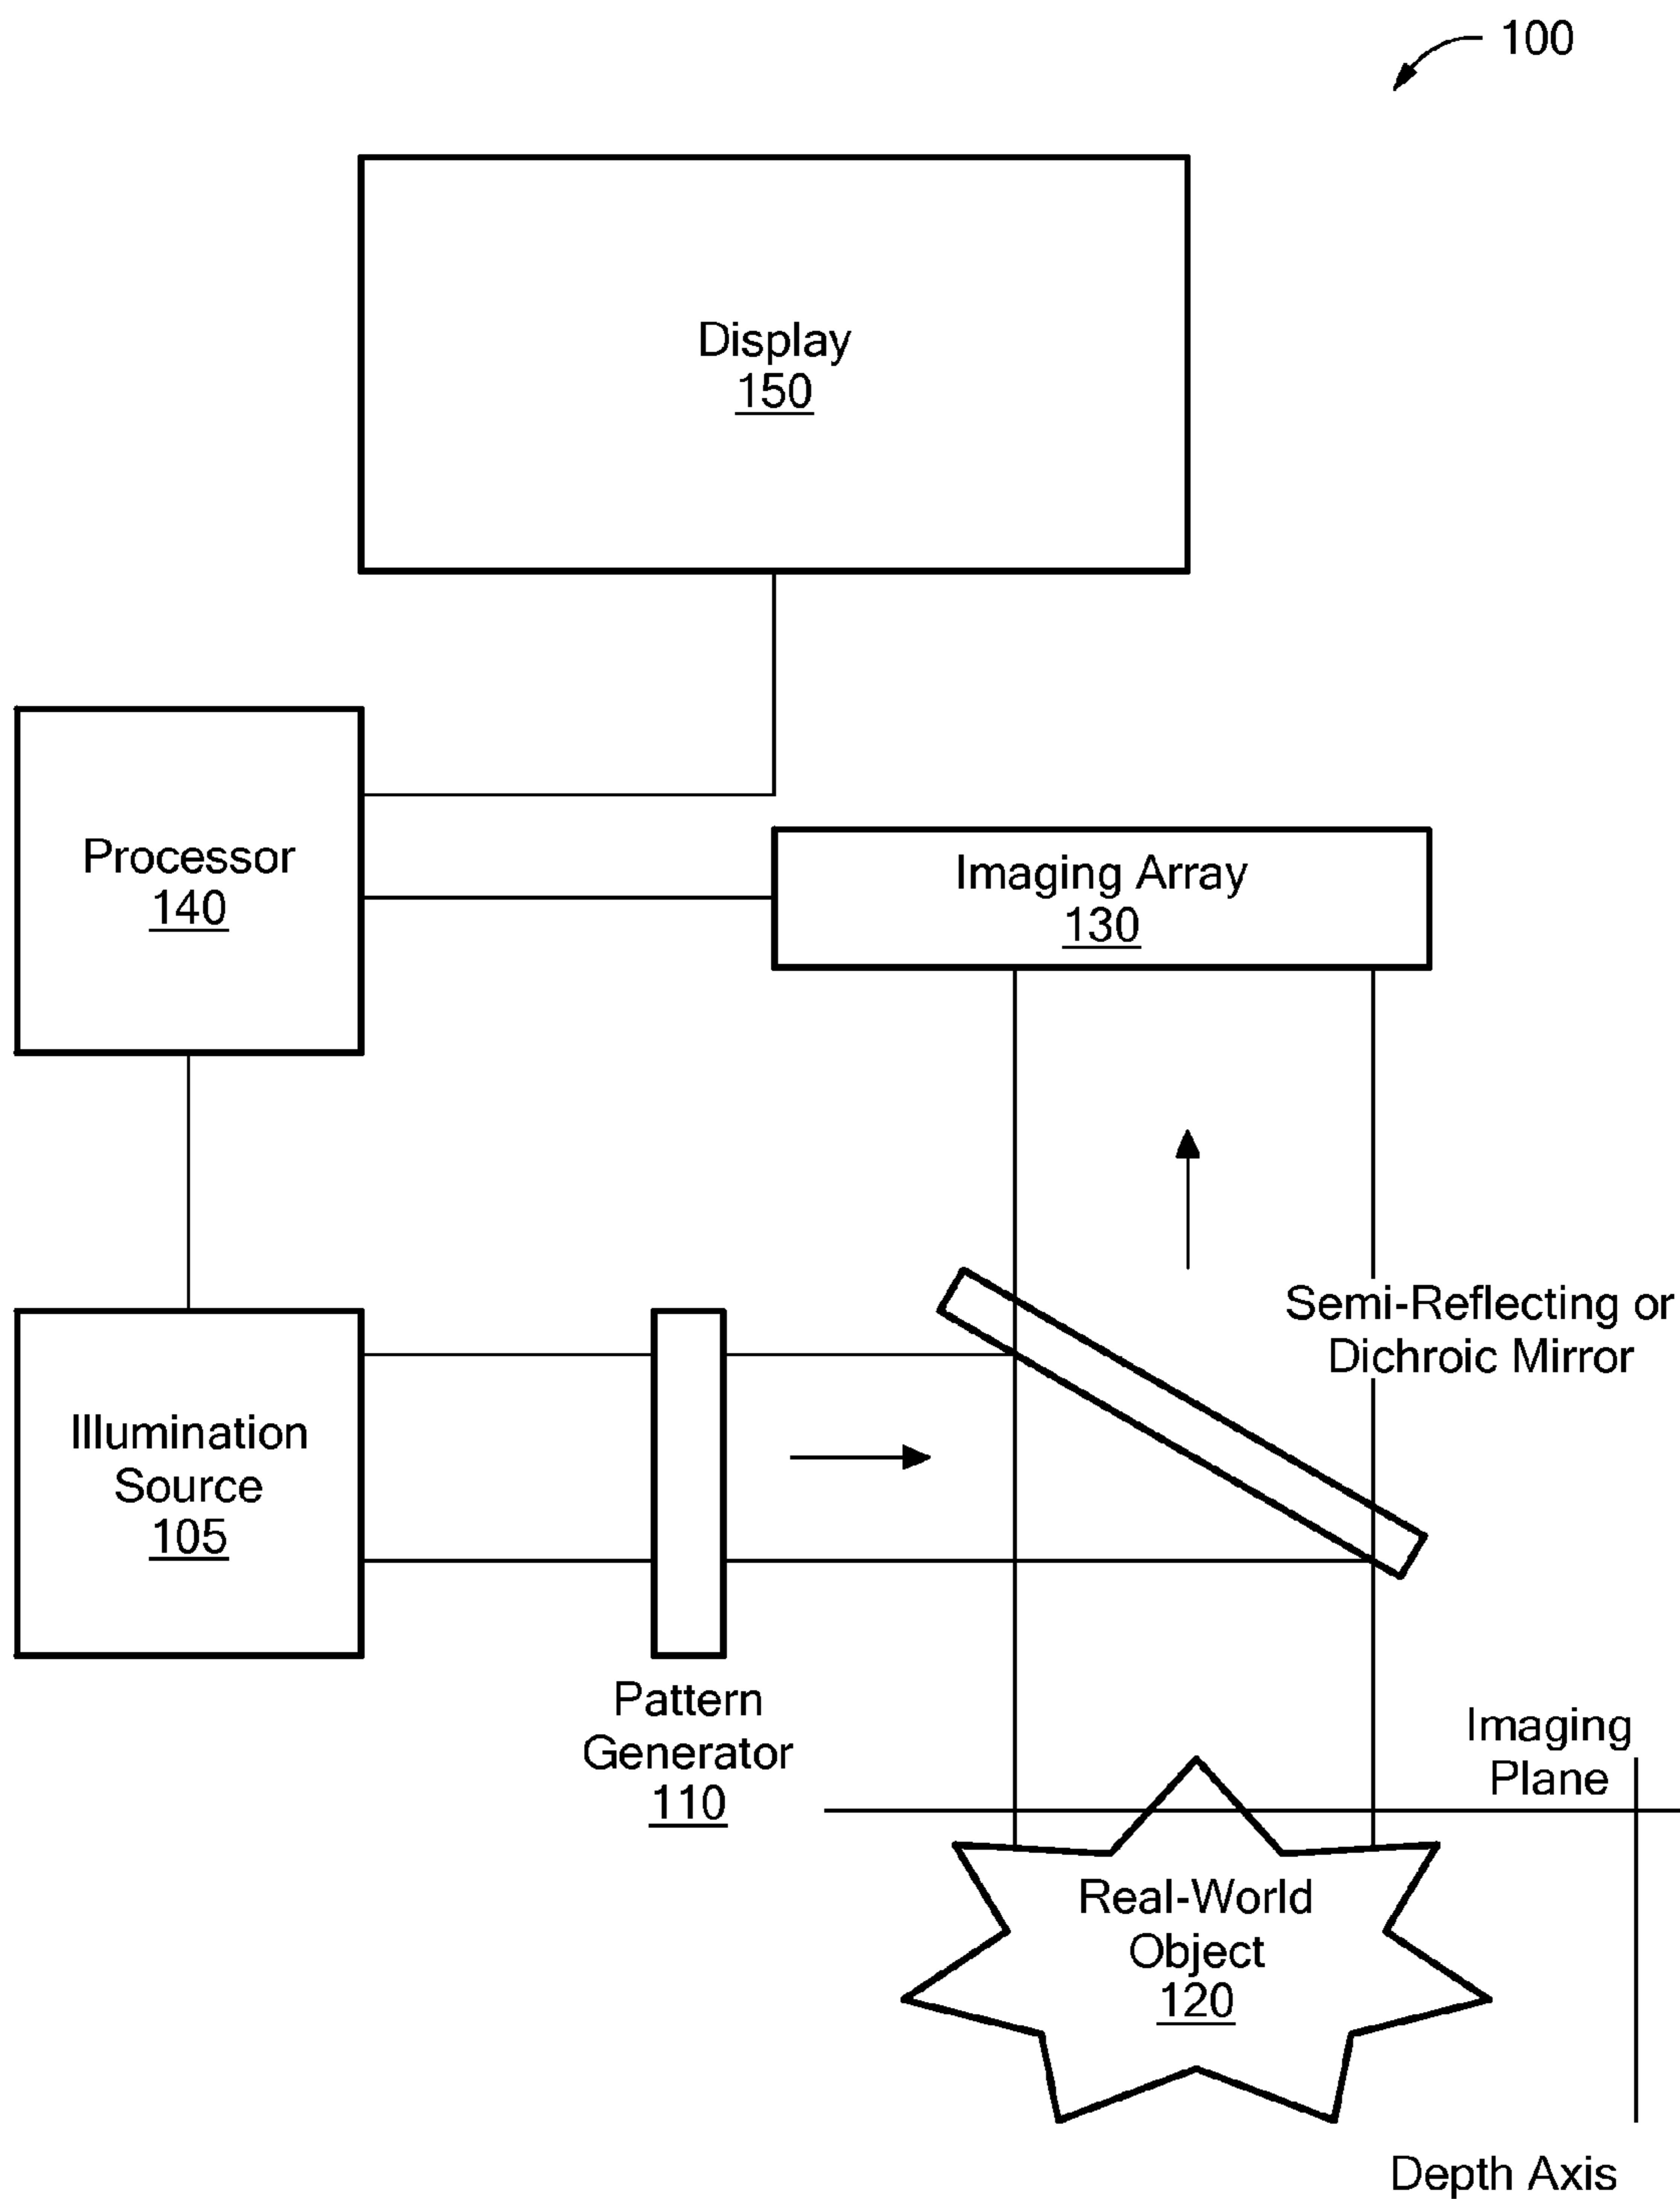 100
Display
150
Processor
140
Imaging Array
130
Semi-Reflecting or
Dichroic Mirror
Illumination
Source
105
Pattern
Generator
110
Imaging
Plane
Real-World
Object
120
Depth Axis